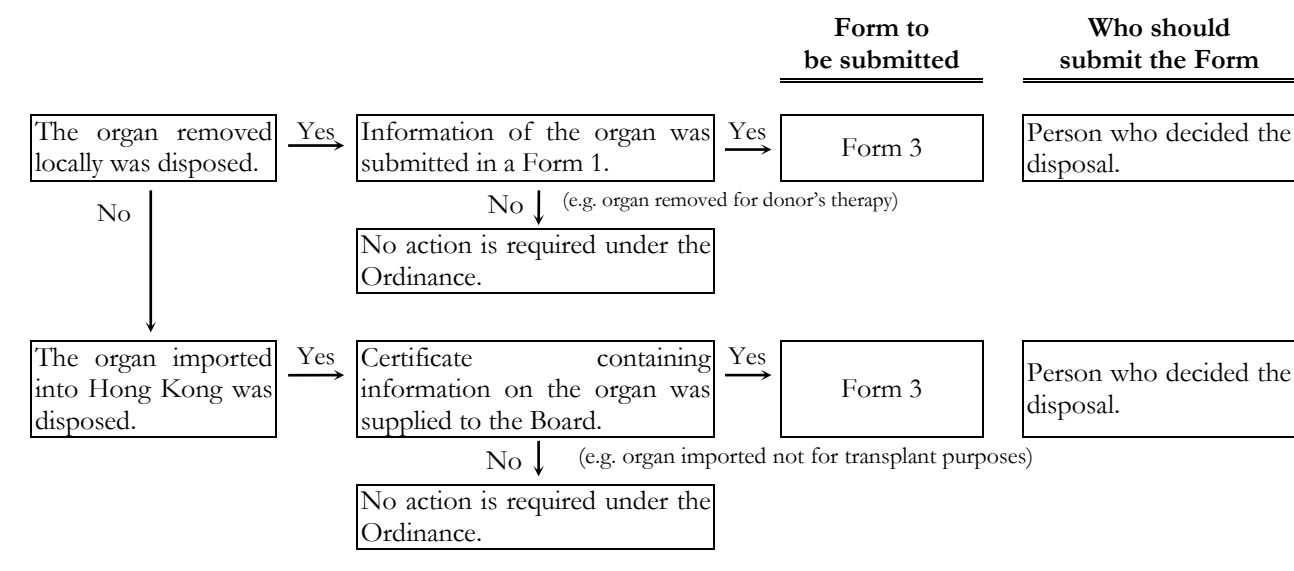 Form to
be submitted
Who should
submit the Form
The organ removed
locally was disposed.
Yes
Information of the organ was
submitted in a Form 1.
Yes
Form 3
Person who decided the
disposal.
No
No
(e.g. organ removed for donor's therapy)
No action is required under the
Ordinance.
The organ imported
into Hong Kong was
disposed.
Yes
Certificate containing
information on the organ was
supplied to the Board.
Yes
Form 3
Person who decided the
disposal.
No
(e.g. organ imported not for transplant purposes)
No action is required under the
Ordinance.